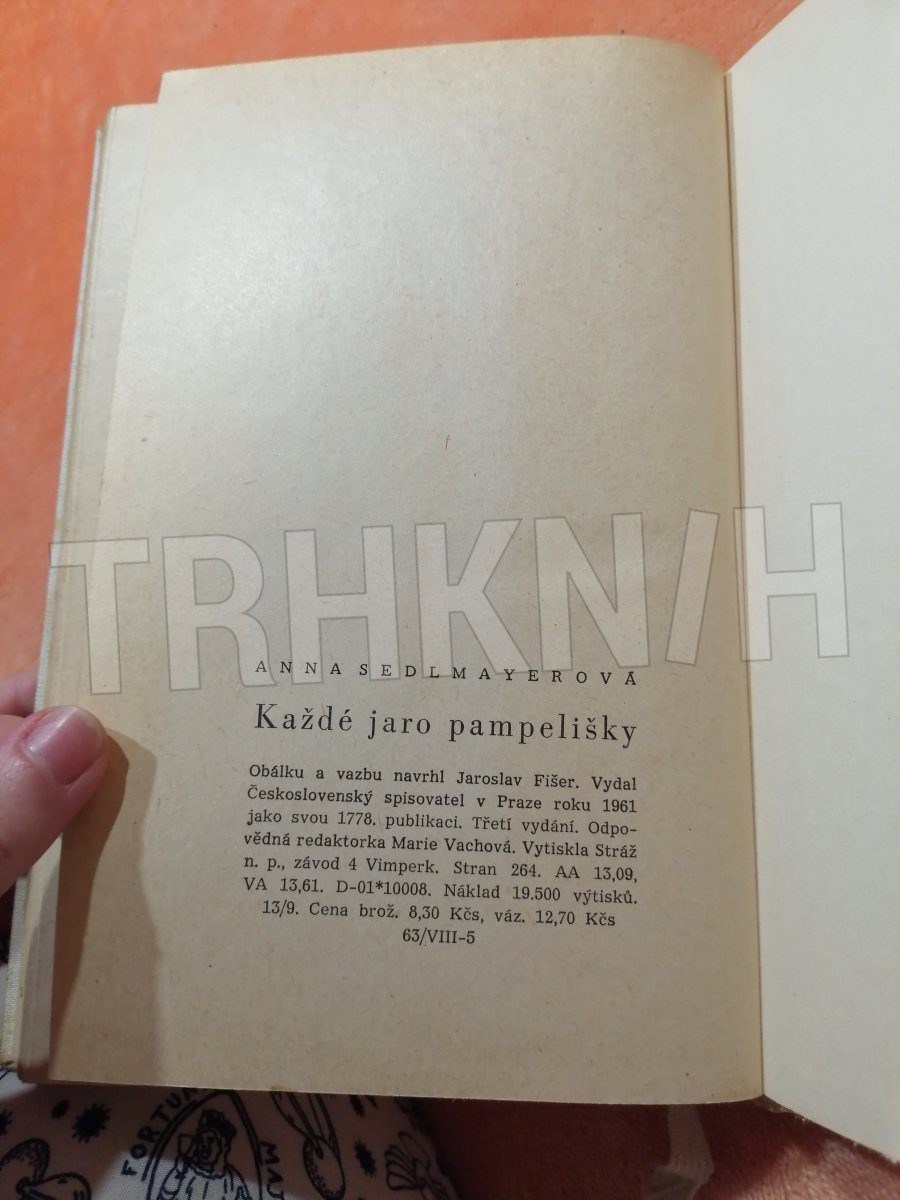 TRHKN/H
ANNA SEDLMAYEROVÁ
Každé jaro pampelišky
Obálku a vazbu navrhl Jaroslav Fišer. Vydal
Československý spisovatel v Praze roku 1961
jako svou 1778. publikaci. Třetí vydání. Odpo-
vědná redaktorka Marie Vachová. Vytiskla Stráž
n. p., závod 4 Vimperk. Stran 264. AA 13,09,
VA 13,61. D-01*10008. Náklad 19.500 výtisků.
13/9. Cena brož. 8,30 Kčs, váz. 12,70 Kčs
63/VIII-5